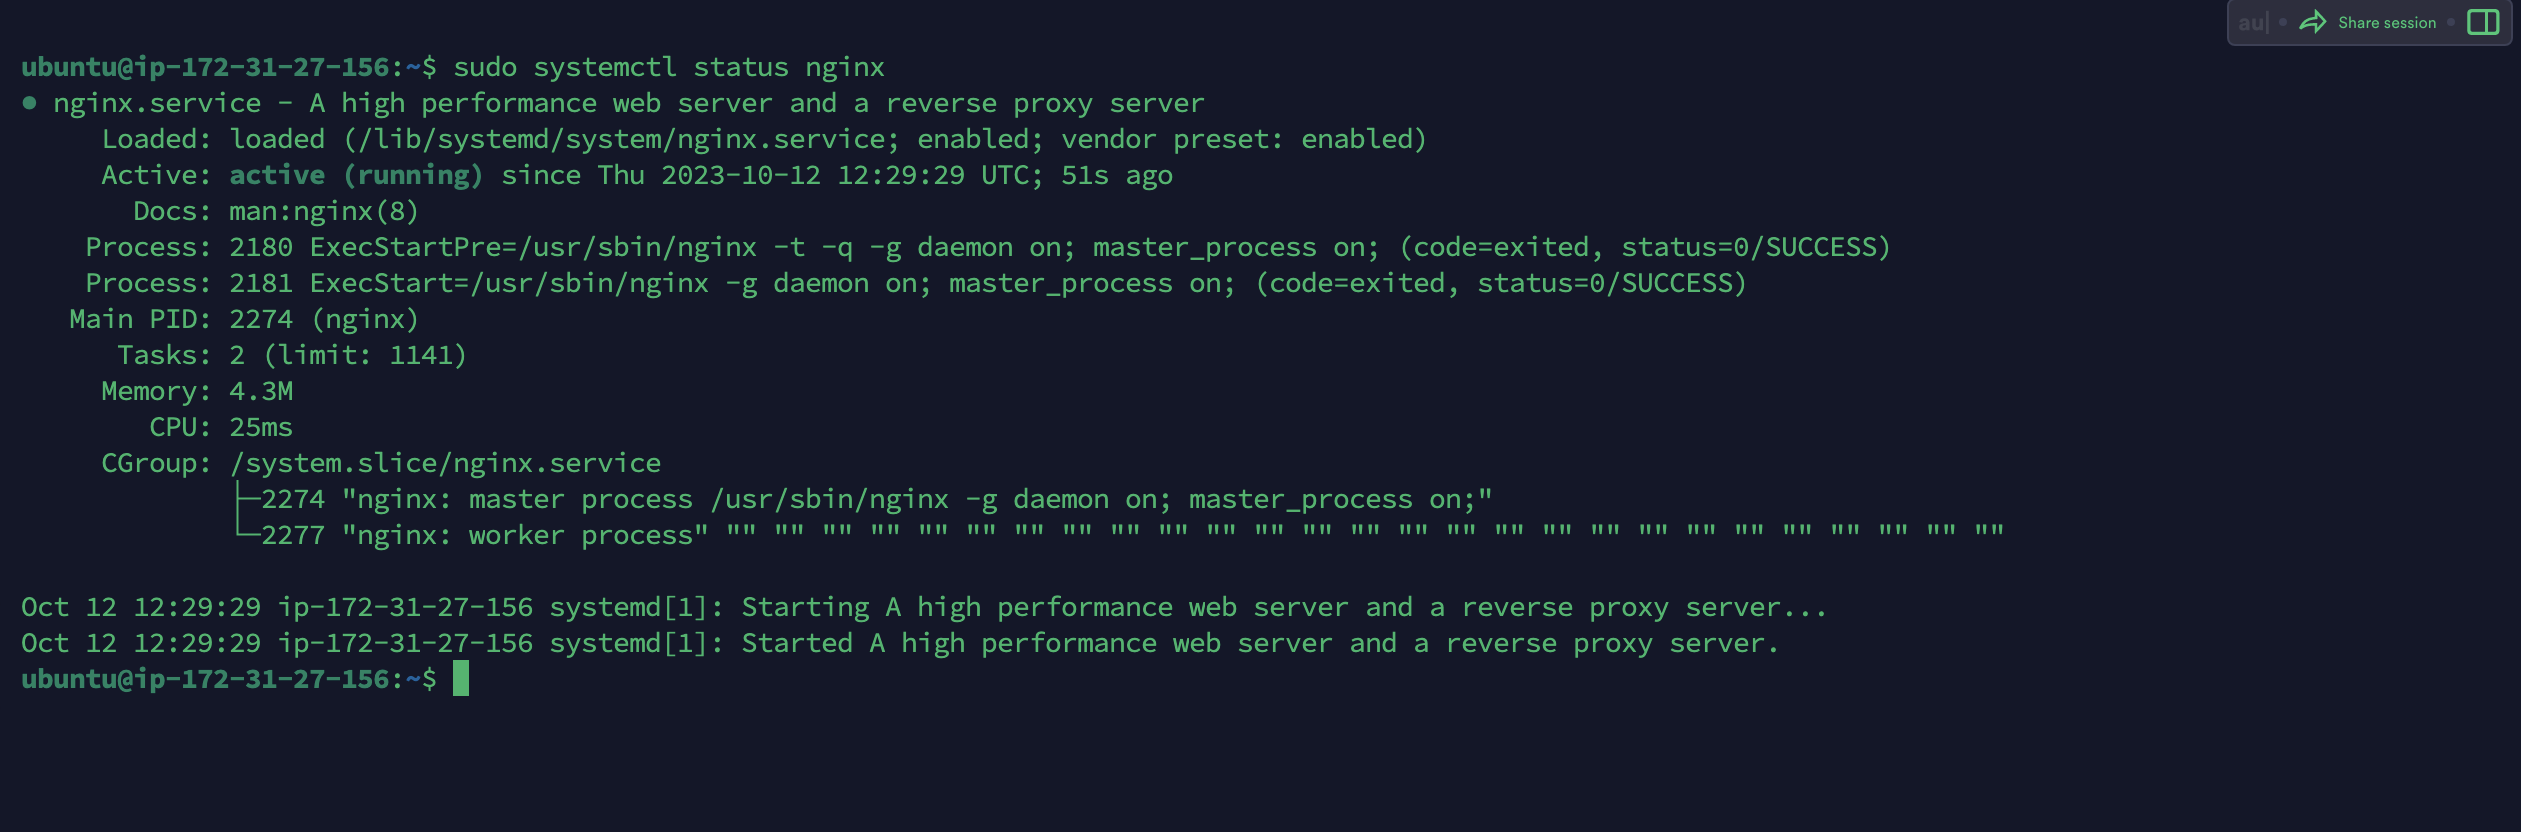 au| • Share session •
ubuntu@ip-172-31-27-156:~$ sudo systemctl status nginx
● nginx.service - A high performance web server and a reverse proxy server
     Loaded: loaded (/lib/systemd/system/nginx.service; enabled; vendor preset: enabled)
     Active: active (running) since Thu 2023-10-12 12:29:29 UTC; 51s ago
       Docs: man:nginx(8)
    Process: 2180 ExecStartPre=/usr/sbin/nginx -t -q -g daemon on; master_process on; (code=exited, status=0/SUCCESS)
    Process: 2181 ExecStart=/usr/sbin/nginx -g daemon on; master_process on; (code=exited, status=0/SUCCESS)
   Main PID: 2274 (nginx)
      Tasks: 2 (limit: 1141)
     Memory: 4.3M
        CPU: 25ms
     CGroup: /system.slice/nginx.service
             ├─2274 "nginx: master process /usr/sbin/nginx -g daemon on; master_process on;"
             └─2277 "nginx: worker process" "" "" "" "" "" "" "" "" "" "" "" "" "" "" "" "" "" "" "" "" "" "" "" "" "" "" ""

Oct 12 12:29:29 ip-172-31-27-156 systemd[1]: Starting A high performance web server and a reverse proxy server...
Oct 12 12:29:29 ip-172-31-27-156 systemd[1]: Started A high performance web server and a reverse proxy server.
ubuntu@ip-172-31-27-156:~$